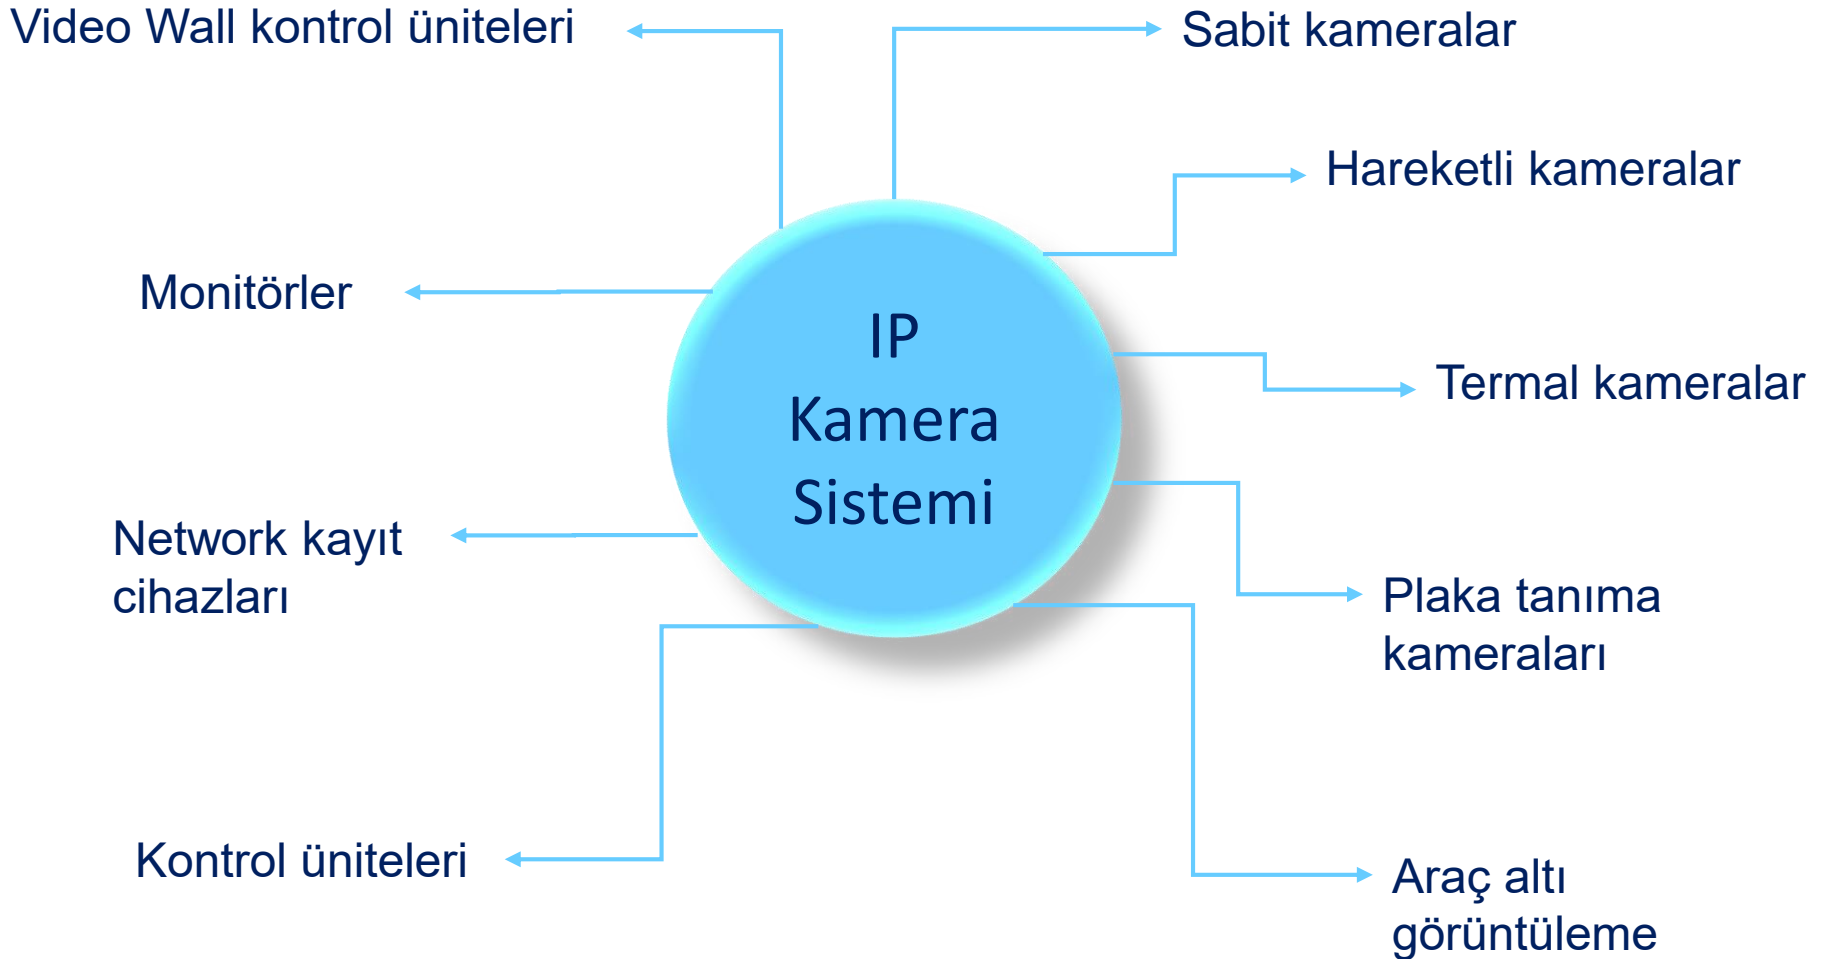 Video Wall kontrol üniteleri
Sabit kameralar
Hareketli kameralar
Monitörler
IP
Kamera
Sistemi
Termal kameralar
Network kayıt
cihazları
Plaka tanıma
kameraları
Kontrol üniteleri
Araç altı
görüntüleme